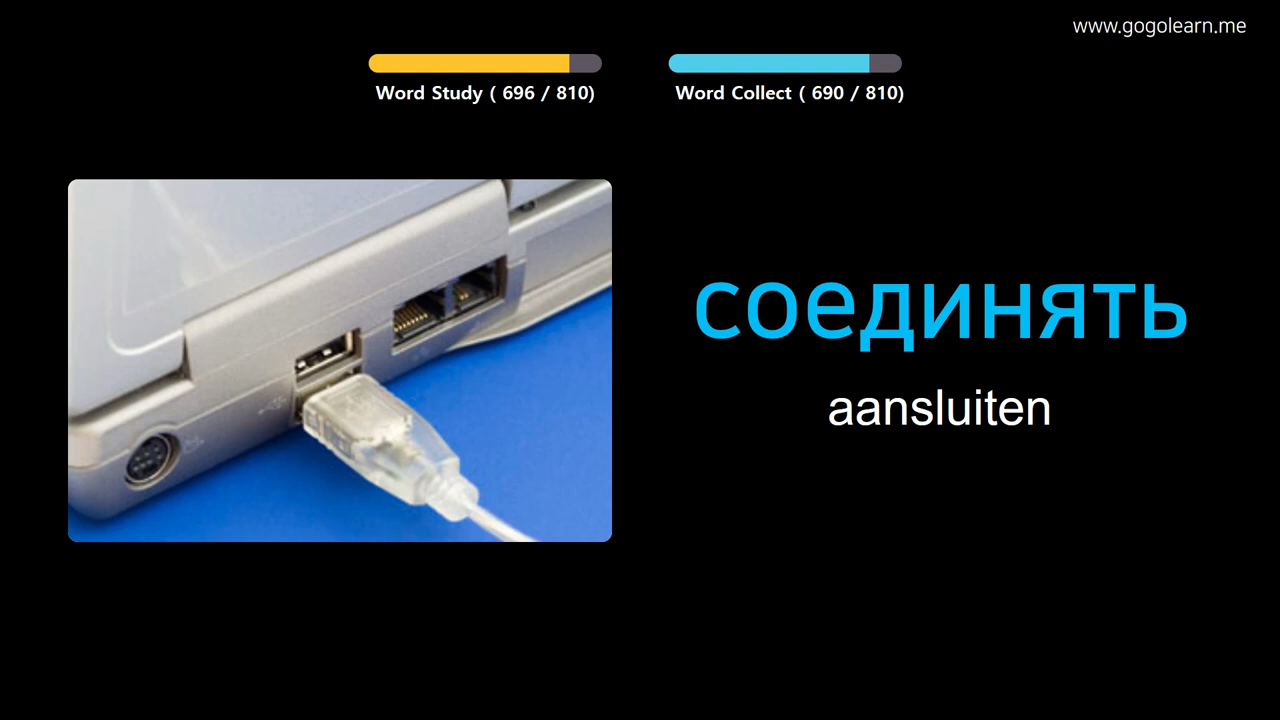 www.gogolearn.me
Word Study ( 696 / 810)
Word Collect ( 690 / 810)
соединять
aansluiten